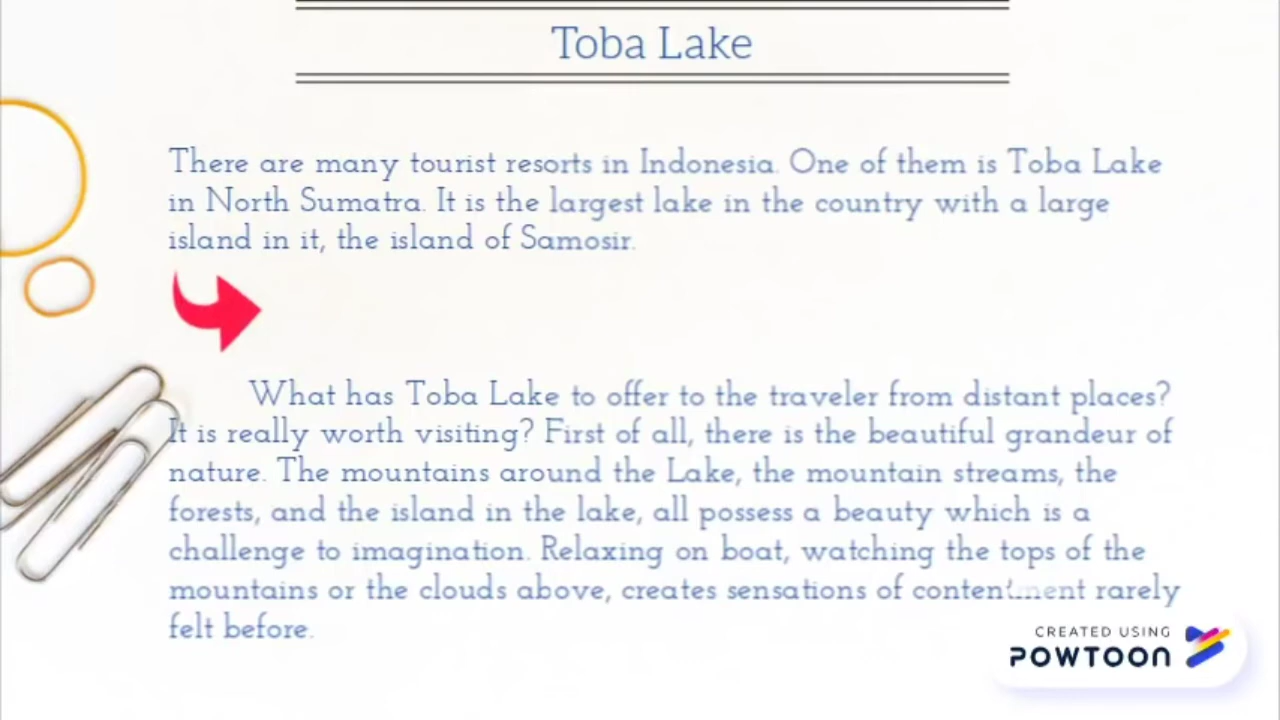 Toba Lake
There are many tourist resorts in Indonesia. One of them is Toba Lake
in North Sumatra. It is the largest lake in the country with a large
island in it, the island of Samosir.
What has Toba Lake to offer to the traveler from distant places?
It is really worth visiting? First of all, there is the beautiful grandeur of
nature. The mountains around the Lake, the mountain streams, the
forests, and the island in the lake, all possess a beauty which is a
challenge to imagination. Relaxing on boat, watching the tops of the
mountains or the clouds above, creates sensations of contentment rarely
felt before.
CREATED USING
POWTOON